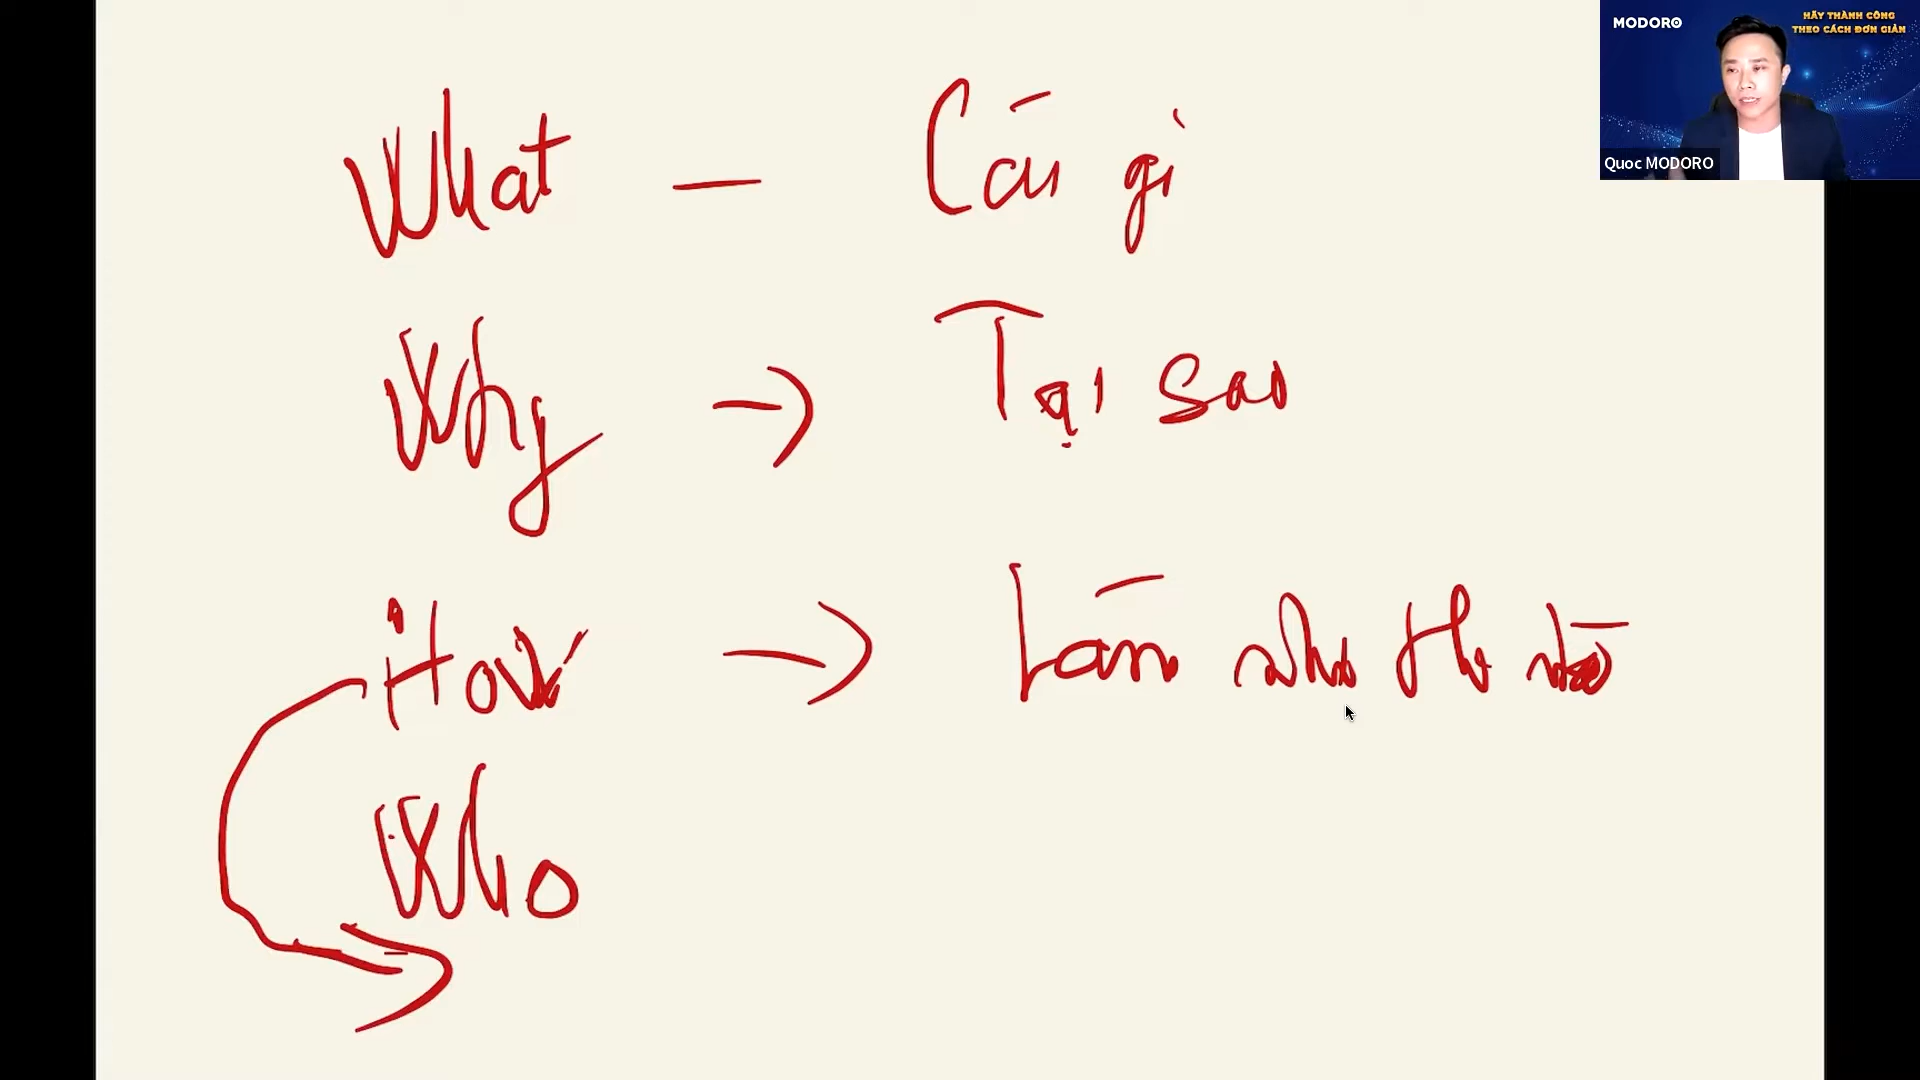 MODORO
HÃY THÀNH CÔNG
THEO CÁCH ĐƠN GIẢN
Quoc MODORO
What — Cái gì
Why → Tại sao
How → Làm như thế nào
Who